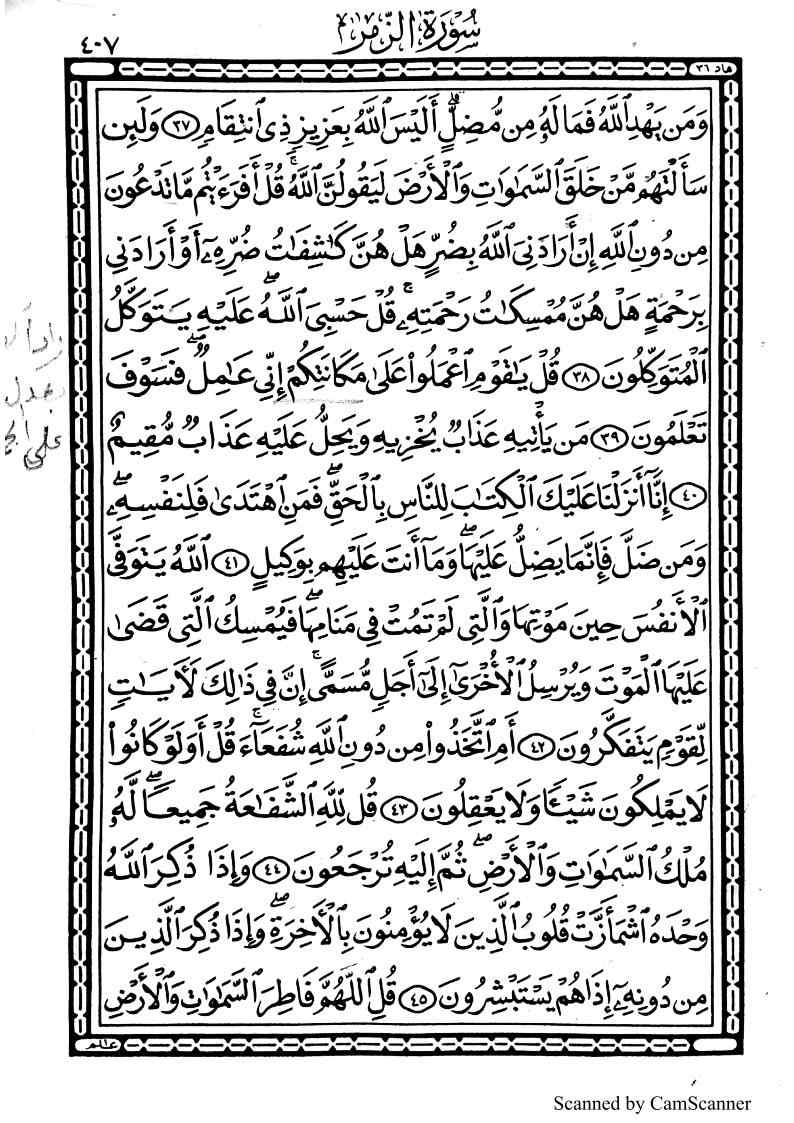 سُورَةُ الزُّمَر
٤٠٧
وَمَن يَهْدِ ٱللَّهُ فَمَا لَهُۥ مِن مُّضِلٍّ ۗ أَلَيْسَ ٱللَّهُ بِعَزِيزٍ ذِى ٱنتِقَامٍ ٣٧ وَلَئِن
سَأَلْتَهُم مَّنْ خَلَقَ ٱلسَّمَٰوَٰتِ وَٱلْأَرْضَ لَيَقُولُنَّ ٱللَّهُ ۚ قُلْ أَفَرَءَيْتُم مَّا تَدْعُونَ
مِن دُونِ ٱللَّهِ إِنْ أَرَادَنِىَ ٱللَّهُ بِضُرٍّ هَلْ هُنَّ كَٰشِفَٰتُ ضُرِّهِۦٓ أَوْ أَرَادَنِى
بِرَحْمَةٍ هَلْ هُنَّ مُمْسِكَٰتُ رَحْمَتِهِۦ ۚ قُلْ حَسْبِىَ ٱللَّهُ ۖ عَلَيْهِ يَتَوَكَّلُ
ٱلْمُتَوَكِّلُونَ ٣٨ قُلْ يَٰقَوْمِ ٱعْمَلُوا۟ عَلَىٰ مَكَانَتِكُمْ إِنِّى عَٰمِلٌ ۖ فَسَوْفَ
تَعْلَمُونَ ٣٩ مَن يَأْتِيهِ عَذَابٌ يُخْزِيهِ وَيَحِلُّ عَلَيْهِ عَذَابٌ مُّقِيمٌ
٤٠ إِنَّآ أَنزَلْنَا عَلَيْكَ ٱلْكِتَٰبَ لِلنَّاسِ بِٱلْحَقِّ ۖ فَمَنِ ٱهْتَدَىٰ فَلِنَفْسِهِۦ ۖ
وَمَن ضَلَّ فَإِنَّمَا يَضِلُّ عَلَيْهَا ۖ وَمَآ أَنتَ عَلَيْهِم بِوَكِيلٍ ٤١ ٱللَّهُ يَتَوَفَّى
ٱلْأَنفُسَ حِينَ مَوْتِهَا وَٱلَّتِى لَمْ تَمُتْ فِى مَنَامِهَا ۖ فَيُمْسِكُ ٱلَّتِى قَضَىٰ
عَلَيْهَا ٱلْمَوْتَ وَيُرْسِلُ ٱلْأُخْرَىٰٓ إِلَىٰٓ أَجَلٍ مُّسَمًّى ۚ إِنَّ فِى ذَٰلِكَ لَءَايَٰتٍ
لِّقَوْمٍ يَتَفَكَّرُونَ ٤٢ أَمِ ٱتَّخَذُوا۟ مِن دُونِ ٱللَّهِ شُفَعَآءَ ۚ قُلْ أَوَلَوْ كَانُوا۟
لَا يَمْلِكُونَ شَيْـًٔا وَلَا يَعْقِلُونَ ٤٣ قُل لِّلَّهِ ٱلشَّفَٰعَةُ جَمِيعًا ۖ لَّهُۥ
مُلْكُ ٱلسَّمَٰوَٰتِ وَٱلْأَرْضِ ۖ ثُمَّ إِلَيْهِ تُرْجَعُونَ ٤٤ وَإِذَا ذُكِرَ ٱللَّهُ
وَحْدَهُ ٱشْمَأَزَّتْ قُلُوبُ ٱلَّذِينَ لَا يُؤْمِنُونَ بِٱلْءَاخِرَةِ ۖ وَإِذَا ذُكِرَ ٱلَّذِينَ
مِن دُونِهِۦٓ إِذَا هُمْ يَسْتَبْشِرُونَ ٤٥ قُلِ ٱللَّهُمَّ فَاطِرَ ٱلسَّمَٰوَٰتِ وَٱلْأَرْضِ
Scanned by CamScanner